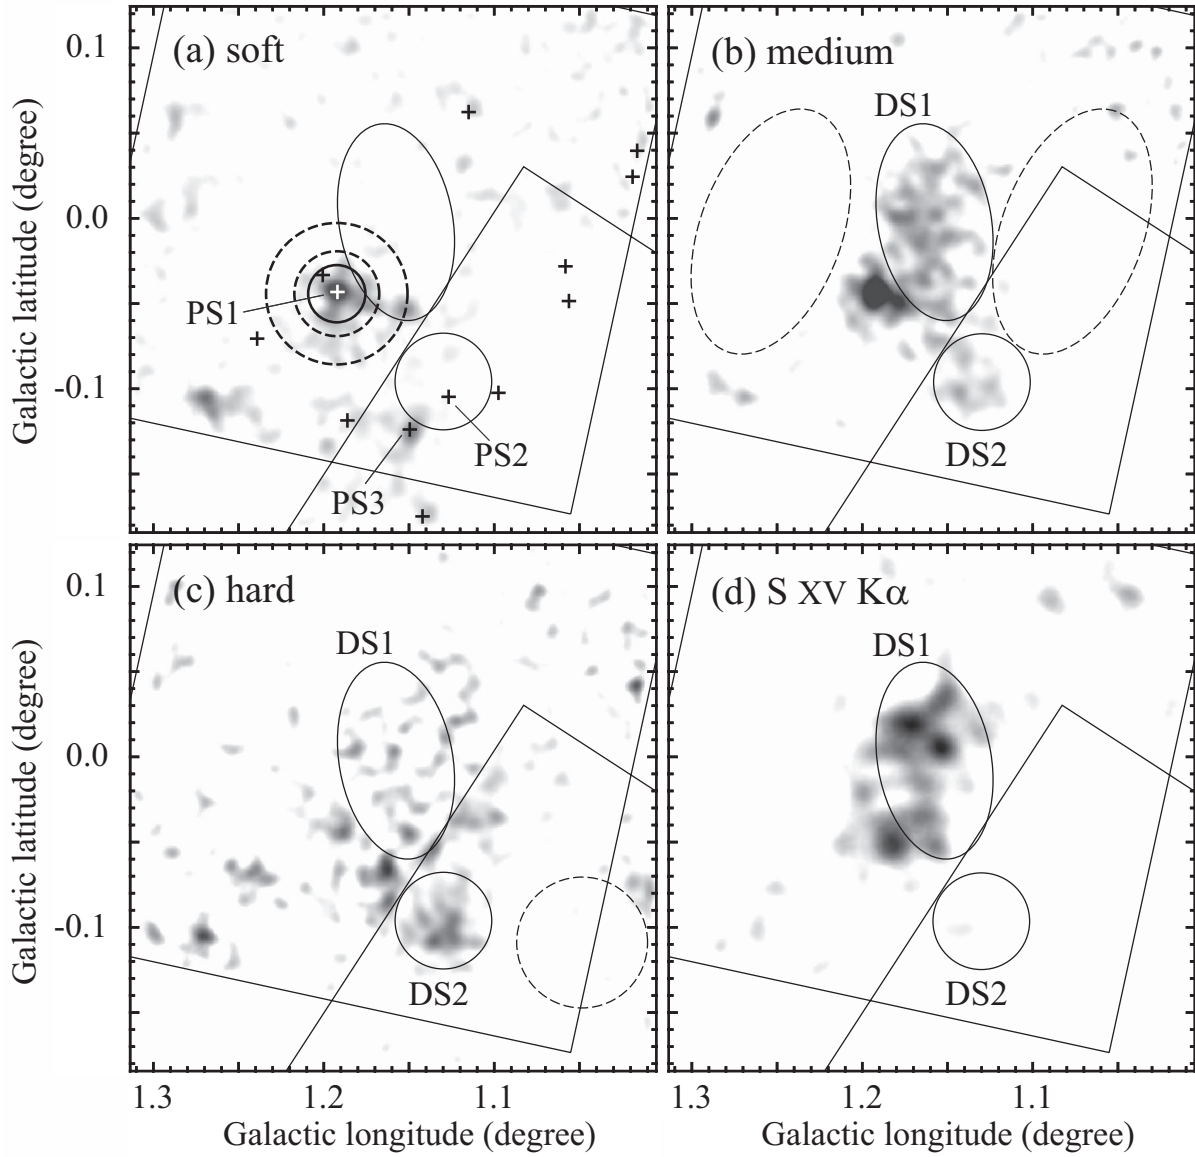 (a) soft
(b) medium
0.1
DS1
Galactic latitude (degree)
0.0
PS1
-0.1
PS2
DS2
PS3
(c) hard
(d) S XV Kα
0.1
DS1
DS1
Galactic latitude (degree)
0.0
-0.1
DS2
DS2
1.3
1.2
1.1
1.3
1.2
1.1
Galactic longitude (degree)
Galactic longitude (degree)